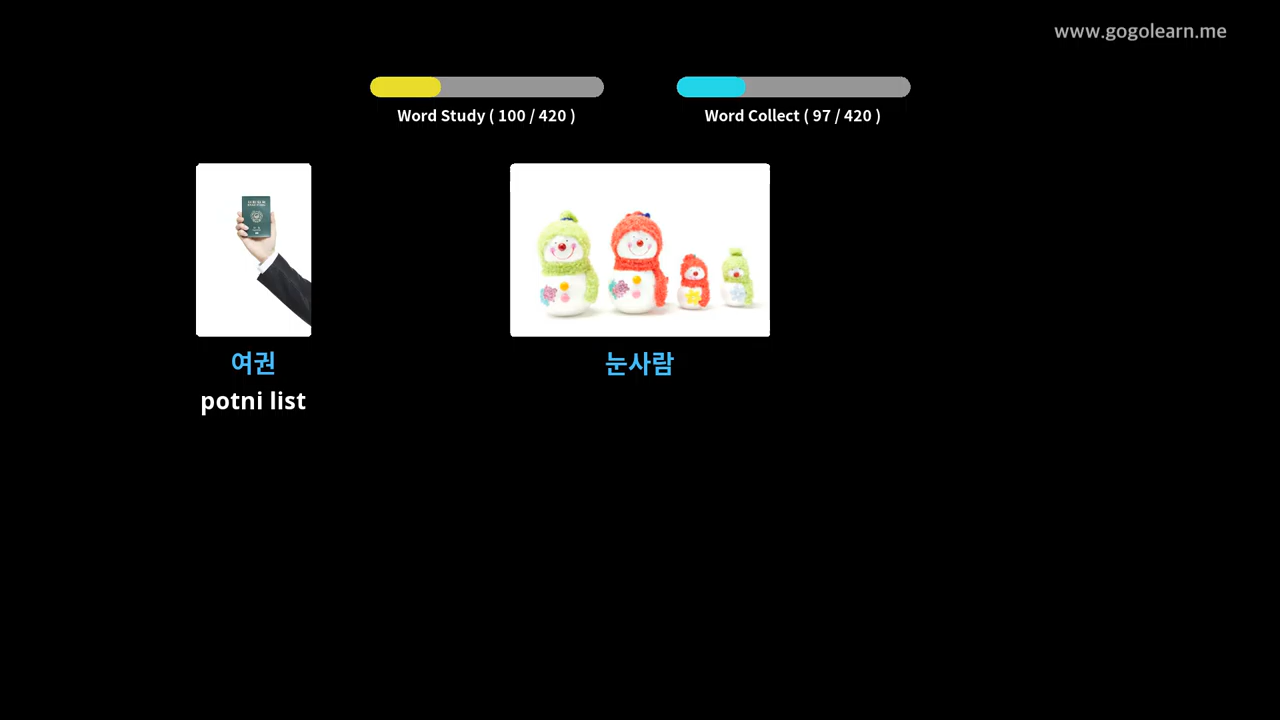 www.gogolearn.me
Word Study ( 100 / 420 )
Word Collect ( 97 / 420 )
여권
potni list
눈사람